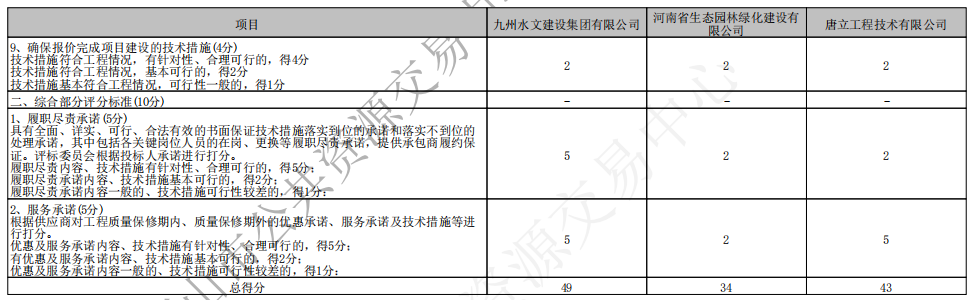 项目 九州水文建设集团有限公司 河南省生态园林绿化建设有限公司 唐立工程技术有限公司
9、确保报价完成项目建设的技术措施(4分)
技术措施符合工程情况，有针对性、合理可行的，得4分
技术措施符合工程情况，基本可行的，得2分
技术措施基本符合工程情况，可行性一般的，得1分
2 2 2
二、综合部分评分标准(10分) - - -
1、履职尽责承诺(5分)
具有全面、详实、可行、合法有效的书面保证技术措施落实到位的承诺和落实不到位的
处理承诺，其中包括各关键岗位人员的在岗、更换等履职尽责承诺，提供承包商履约保
证。评标委员会根据投标人承诺进行打分。
履职尽责内容、技术措施有针对性、合理可行的，得5分；
履职尽责承诺内容、技术措施基本可行的，得2分；
履职尽责承诺内容一般的、技术措施可行性较差的，得1分；
5 2 2
2、服务承诺(5分)
根据供应商对工程质量保修期内、质量保修期外的优惠承诺、服务承诺及技术措施等进
行打分。
优惠及服务承诺内容、技术措施有针对性、合理可行的，得5分；
有优惠及服务承诺内容、技术措施基本可行的，得2分；
优惠及服务承诺内容一般的、技术措施可行性较差的，得1分；
5 2 5
总得分 49 34 43
山市公共资源交易中
资源交易中心